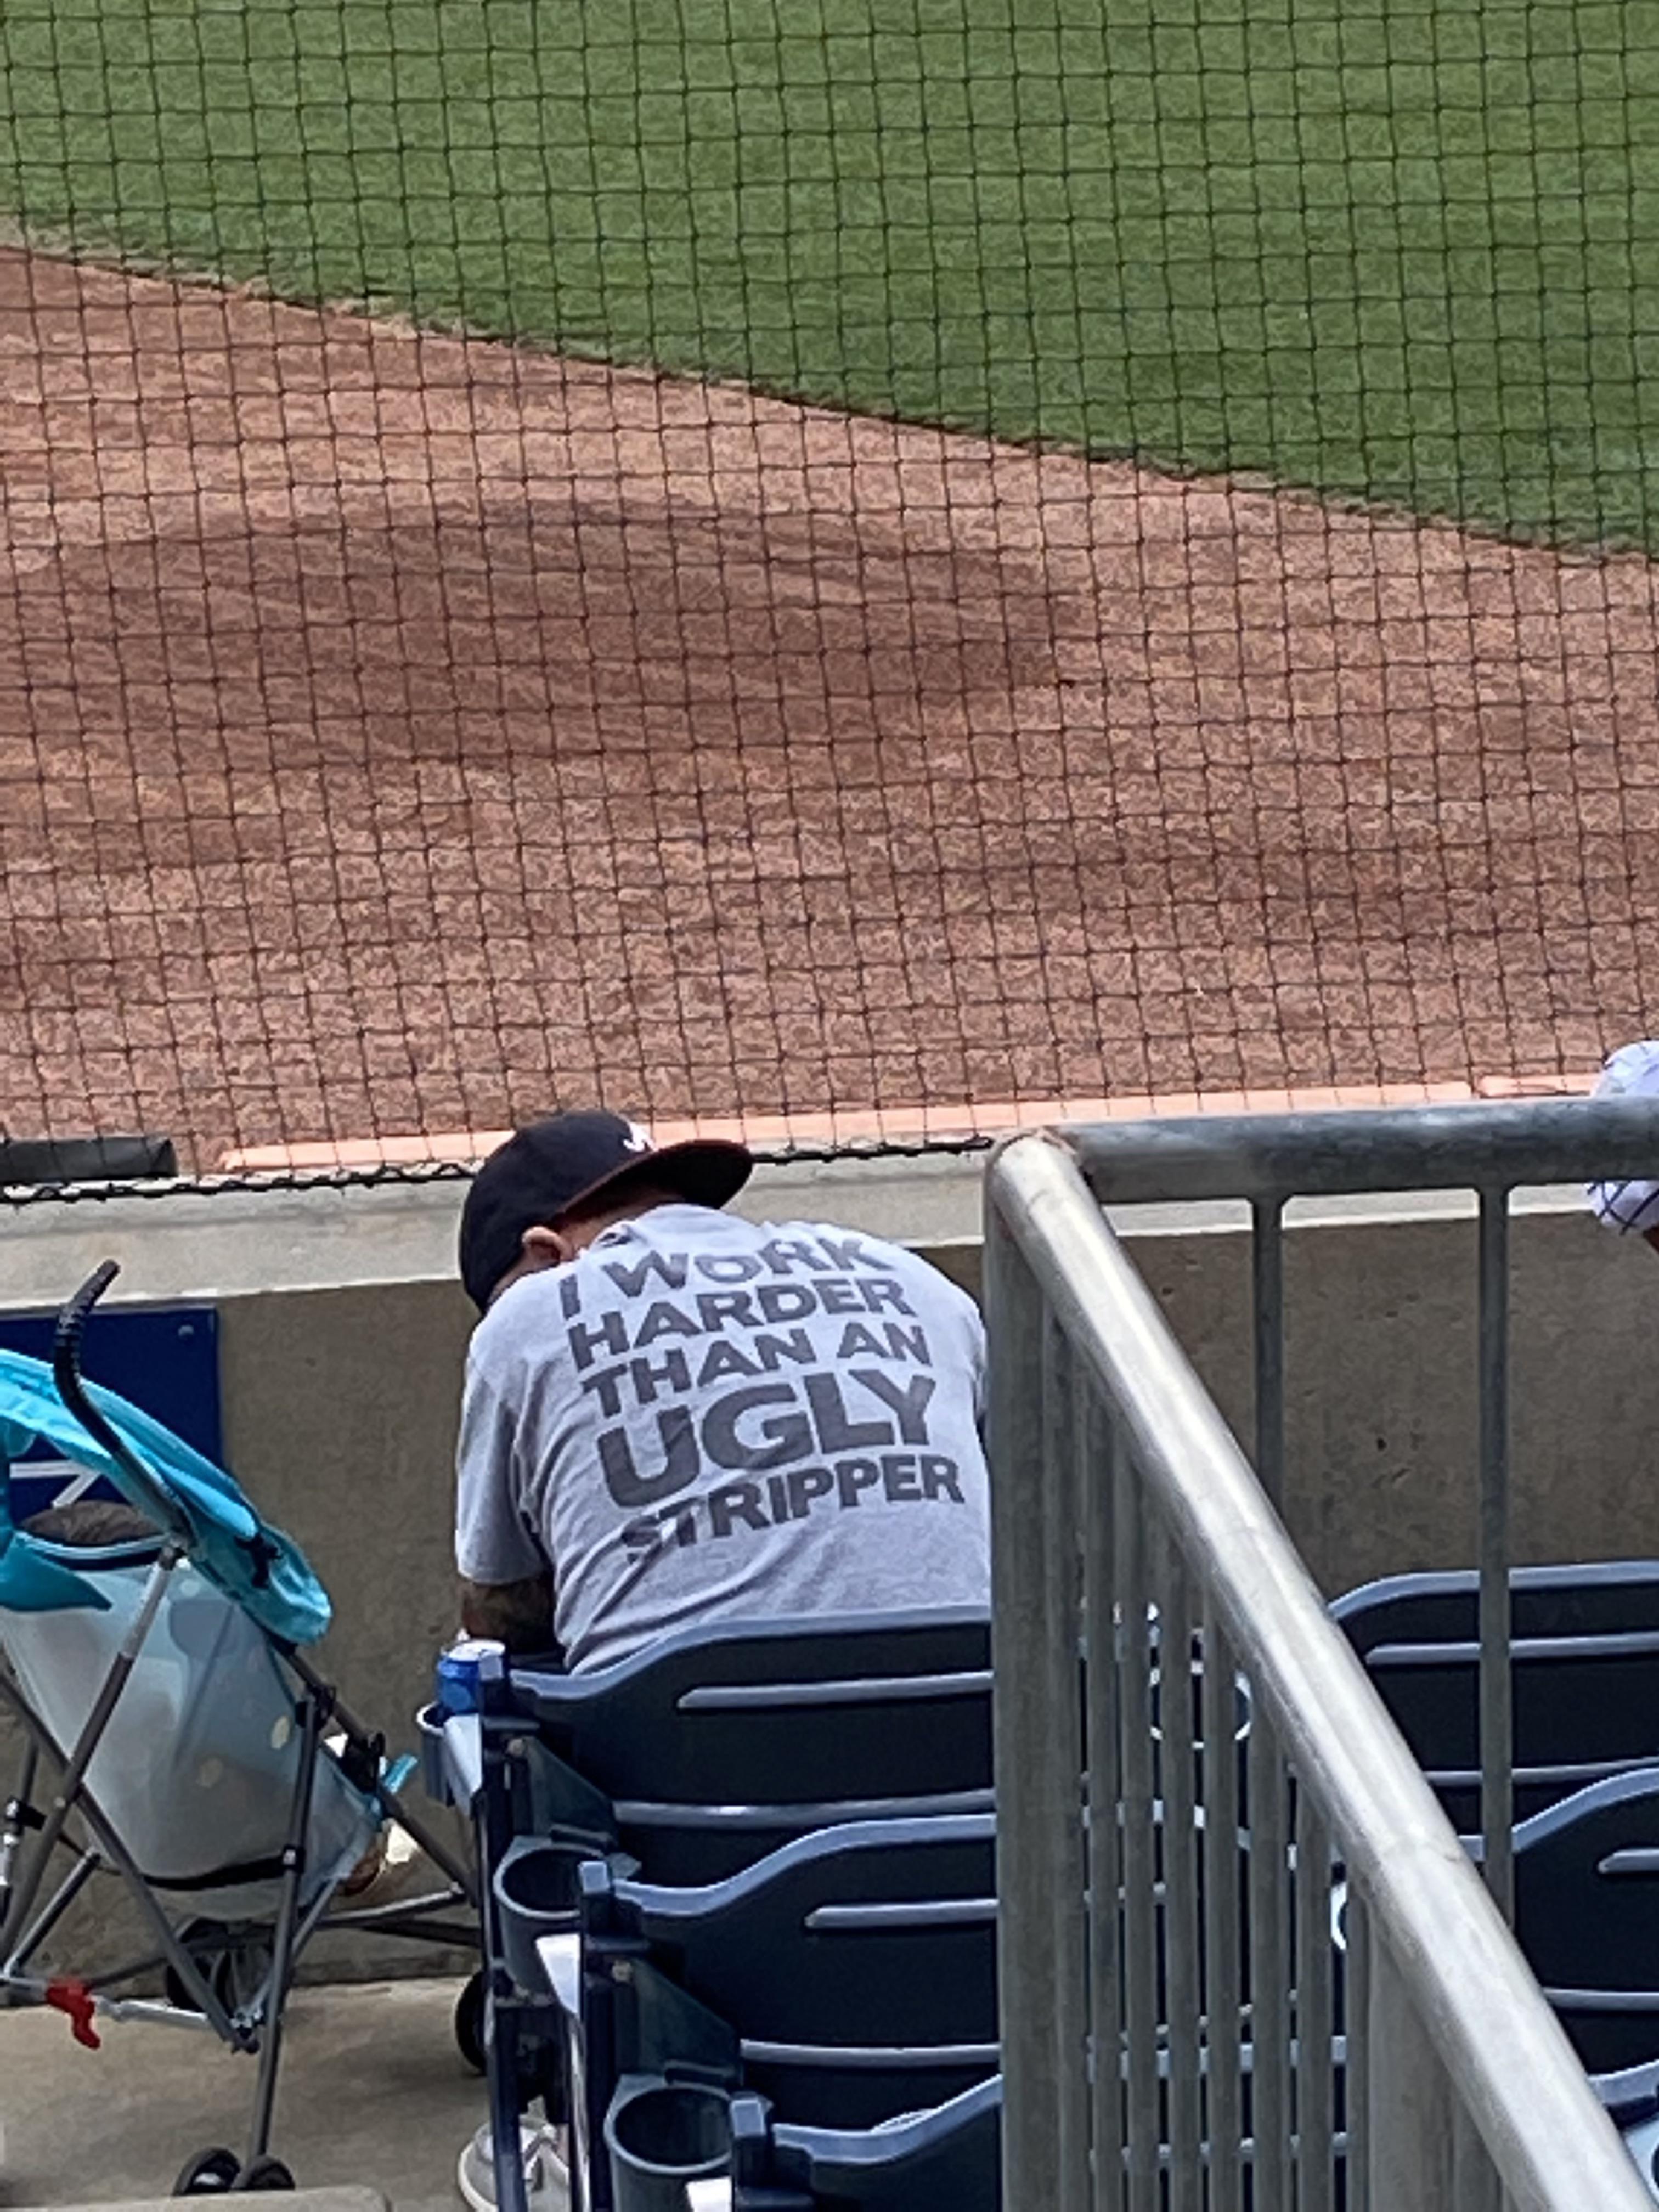 I WORK
HARDER
THAN AN
UGLY
STRIPPER